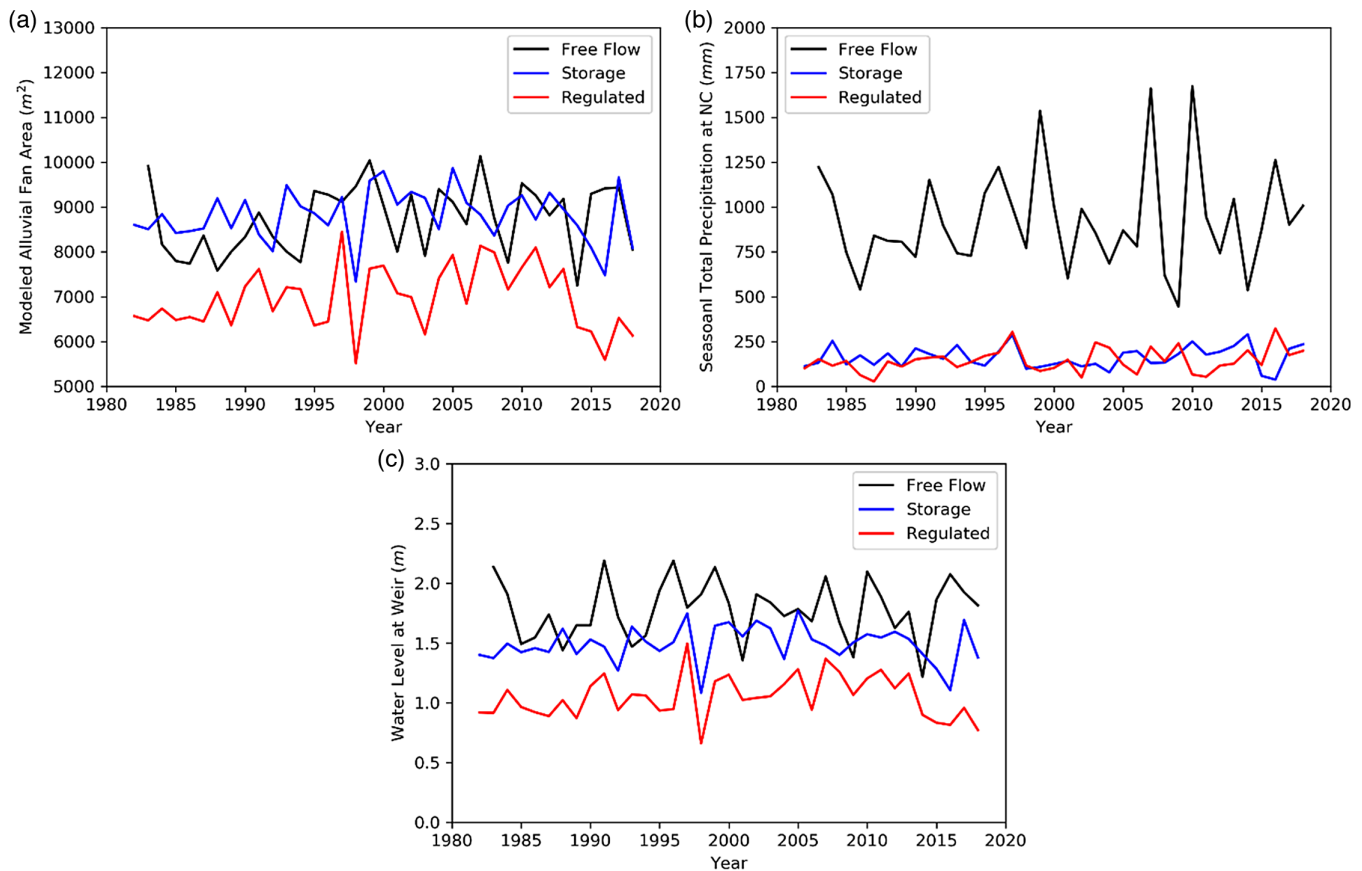 (a)
13000
12000
11000
10000
9000
8000
7000
6000
5000
Modeled Alluvial Fan Area (m²)
Free Flow
Storage
Regulated
1980 1985 1990 1995 2000 2005 2010 2015 2020
Year
(b)
2000
1750
1500
1250
1000
750
500
250
0
Seasoanl Total Precipitation at NC (mm)
Free Flow
Storage
Regulated
1980 1985 1990 1995 2000 2005 2010 2015 2020
Year
(c)
3.0
2.5
2.0
1.5
1.0
0.5
0.0
Water Level at Weir (m)
Free Flow
Storage
Regulated
1980 1985 1990 1995 2000 2005 2010 2015 2020
Year